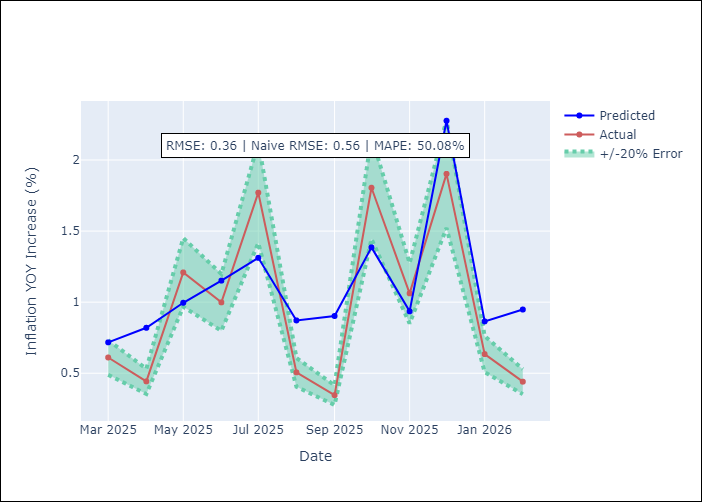 RMSE: 0.36 | Naive RMSE: 0.56 | MAPE: 50.08%
Predicted
Actual
+/-20% Error
Inflation YOY Increase (%)
2
1.5
1
0.5
Mar 2025
May 2025
Jul 2025
Sep 2025
Nov 2025
Jan 2026
Date